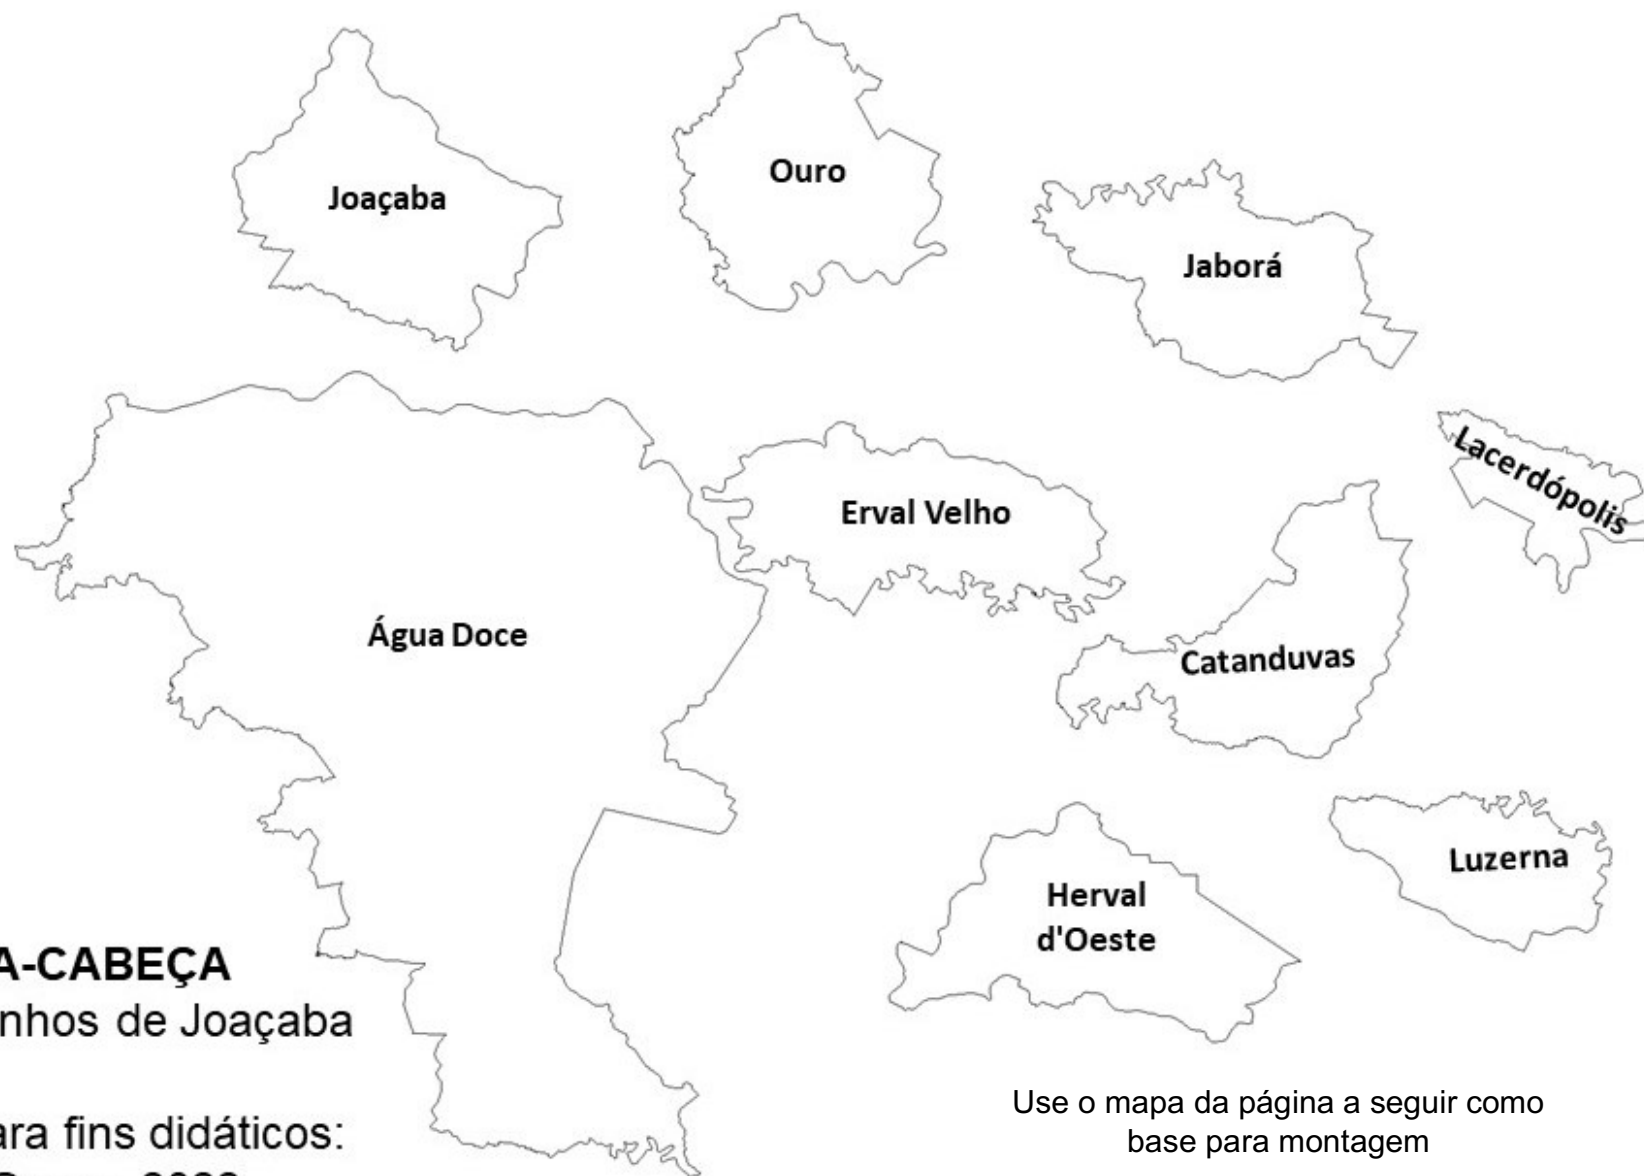 Joaçaba
Ouro
Jaborá
Lacerdópolis
Erval Velho
Água Doce
Catanduvas
Luzerna
Herval
d'Oeste
A-CABEÇA
nhos de Joaçaba
ara fins didáticos:
Use o mapa da página a seguir como
base para montagem